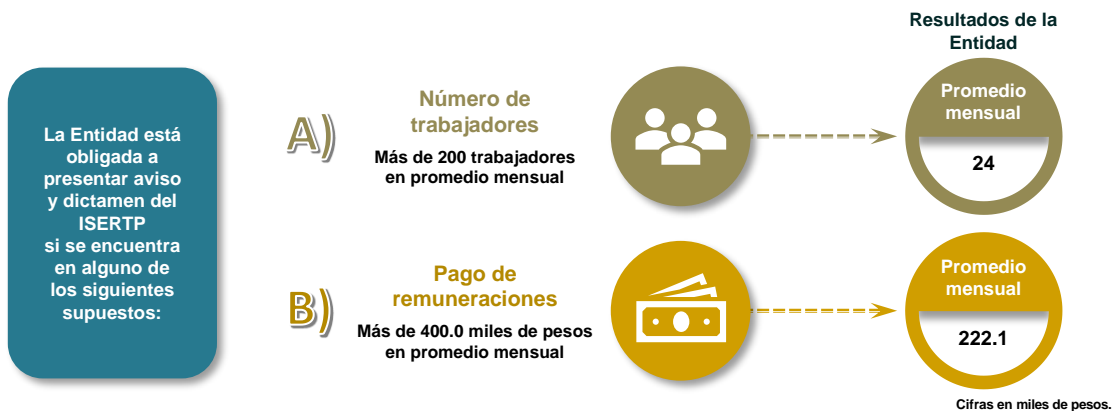 La Entidad está
obligada a
presentar aviso
y dictamen del
ISERTP
si se encuentra
en alguno de
los siguientes
supuestos:
A)
Número de
trabajadores
Más de 200 trabajadores
en promedio mensual
Resultados de la
Entidad
Promedio
mensual
24
B)
Pago de
remuneraciones
Más de 400.0 miles de pesos
en promedio mensual
Promedio
mensual
222.1
Cifras en miles de pesos.